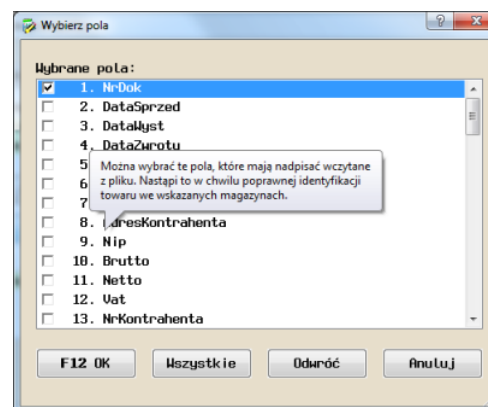 Wybierz pola
Wybrane pola:
1. NrDok
2. DataSprzed
3. DataWyst
4. DataZwrotu
5
Można wybrać te pola, które mają nadpisać wczytane
6
z pliku. Nastąpi to w chwilu poprawnej identyfikacji
7
towaru we wskazanych magazynach.
8. AdresKontrahenta
9. Nip
10. Brutto
11. Netto
12. Vat
13. NrKontrahenta
F12 OK
Wszystkie
Odwróć
Anuluj